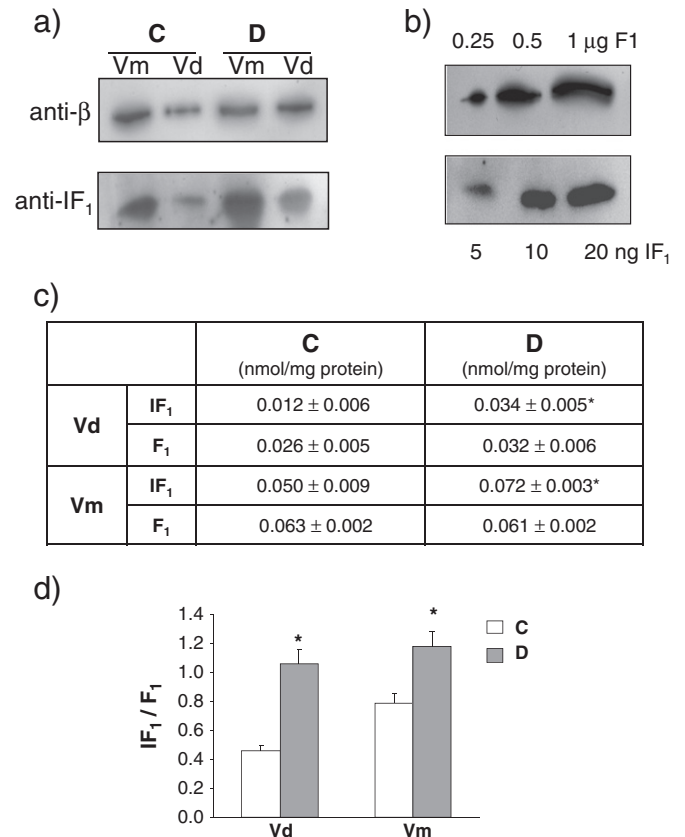 a)
C D
Vm Vd Vm Vd
anti-β
anti-IF₁
b)
0.25 0.5 1 μg F1
5 10 20 ng IF₁
c)
C D
(nmol/mg protein) (nmol/mg protein)
Vd IF₁ 0.012 ± 0.006 0.034 ± 0.005*
F₁ 0.026 ± 0.005 0.032 ± 0.006
Vm IF₁ 0.050 ± 0.009 0.072 ± 0.003*
F₁ 0.063 ± 0.002 0.061 ± 0.002
d)
IF₁ / F₁
1.4
1.2
1.0
0.8
0.6
0.4
0.2
0.0
* *
C
D
Vd Vm